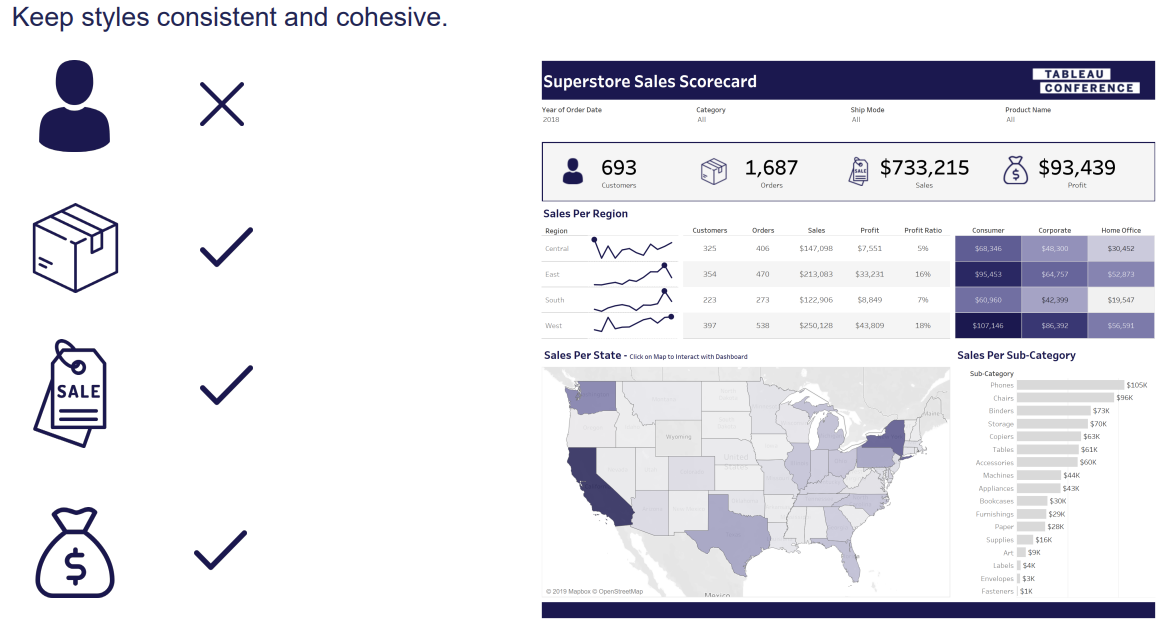 Keep styles consistent and cohesive.
SALE
$
Superstore Sales Scorecard
TABLEAU
CONFERENCE
Year of Order Date Category Ship Mode Product Name
2018 All All All
693 1,687 SALE $733,215 $ $93,439
Customers Orders Sales Profit
Sales Per Region
Region Customers Orders Sales Profit Profit Ratio Consumer Corporate Home Office
Central 325 406 $147,098 $7,551 5% $68,346 $48,300 $30,452
East 354 470 $213,083 $33,231 16% $95,453 $64,757 $52,873
South 223 273 $122,906 $8,849 7% $60,960 $42,399 $19,547
West 397 538 $250,128 $43,809 18% $107,146 $86,392 $56,591
Sales Per State - Click on Map to Interact with Dashboard
Wyoming
United
States
Maine
Mexico
© 2019 Mapbox © OpenStreetMap
Sales Per Sub-Category
Sub-Category
Phones $105K
Chairs $96K
Binders $73K
Storage $70K
Copiers $63K
Tables $61K
Accessories $60K
Machines $44K
Appliances $43K
Bookcases $30K
Furnishings $29K
Paper $28K
Supplies $16K
Art $9K
Labels $4K
Envelopes $3K
Fasteners $1K